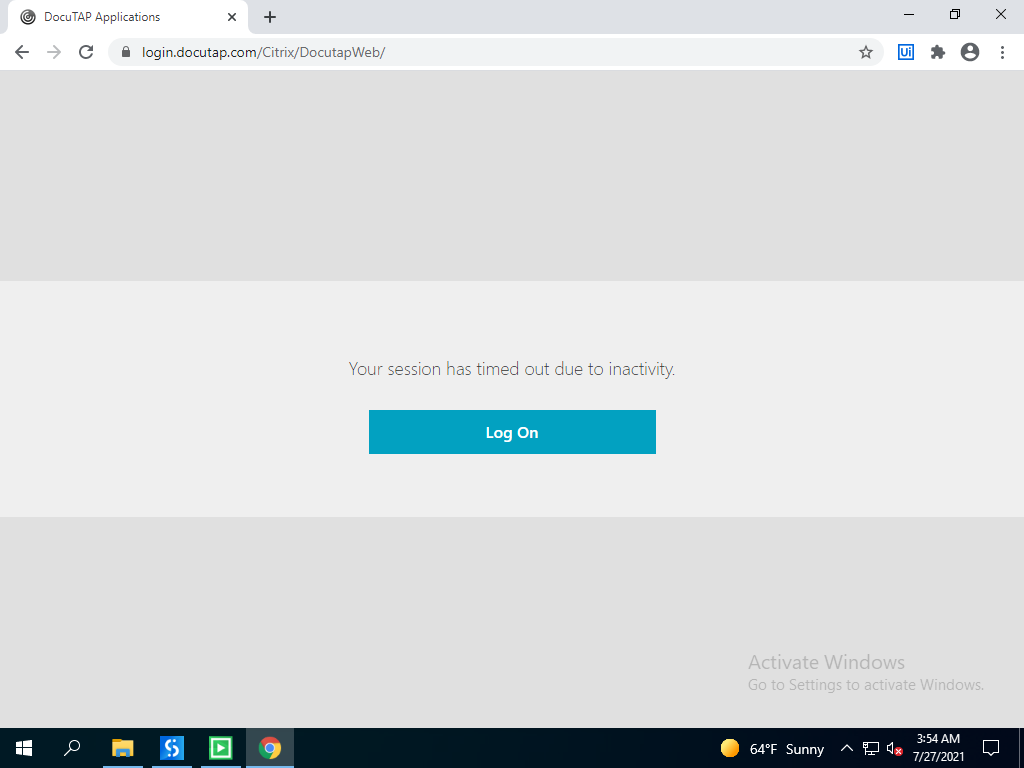 DocuTAP Applications
login.docutap.com/Citrix/DocutapWeb/
Ui
Your session has timed out due to inactivity.
Log On
Activate Windows
Go to Settings to activate Windows.
64°F Sunny
3:54 AM
7/27/2021